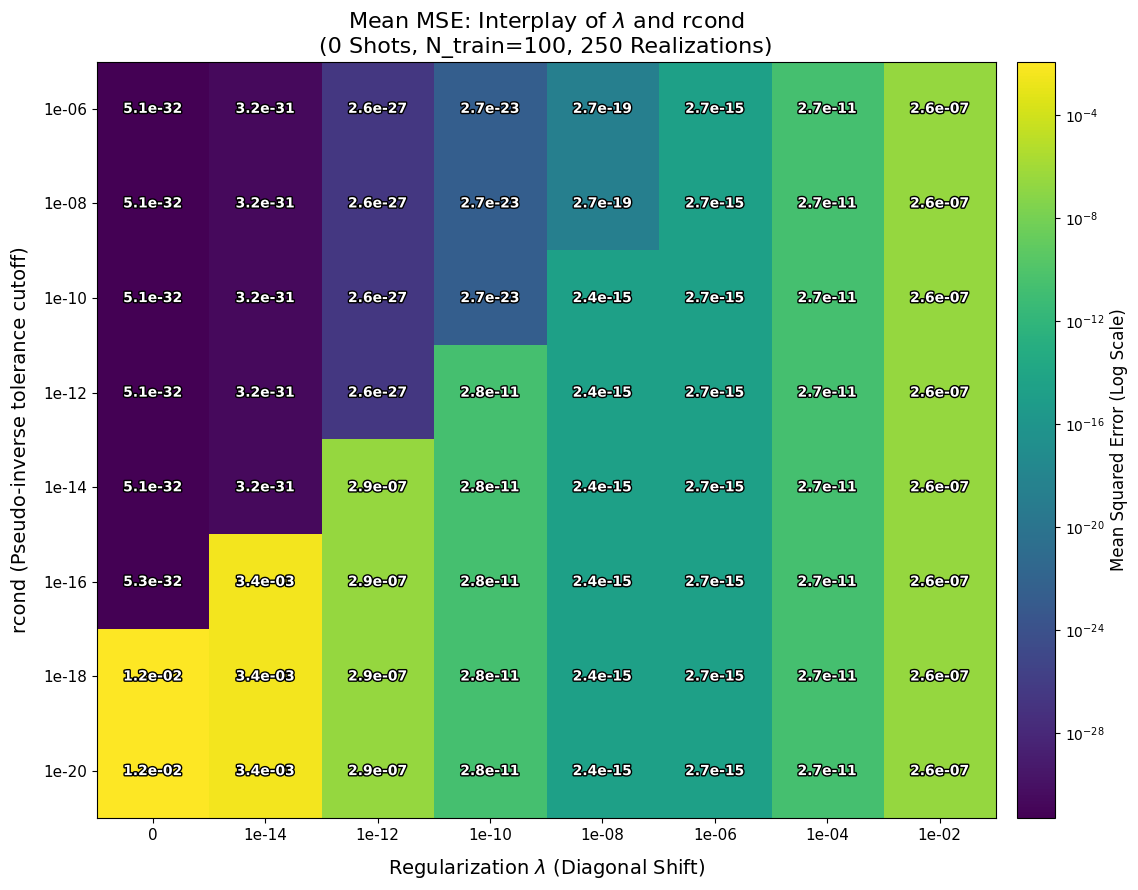 Mean MSE: Interplay of λ and rcond
(0 Shots, N_train=100, 250 Realizations)
rcond (Pseudo-inverse tolerance cutoff)
1e-06 5.1e-32 3.2e-31 2.6e-27 2.7e-23 2.7e-19 2.7e-15 2.7e-11 2.6e-07
1e-08 5.1e-32 3.2e-31 2.6e-27 2.7e-23 2.7e-19 2.7e-15 2.7e-11 2.6e-07
1e-10 5.1e-32 3.2e-31 2.6e-27 2.7e-23 2.4e-15 2.7e-15 2.7e-11 2.6e-07
1e-12 5.1e-32 3.2e-31 2.6e-27 2.8e-11 2.4e-15 2.7e-15 2.7e-11 2.6e-07
1e-14 5.1e-32 3.2e-31 2.9e-07 2.8e-11 2.4e-15 2.7e-15 2.7e-11 2.6e-07
1e-16 5.3e-32 3.4e-03 2.9e-07 2.8e-11 2.4e-15 2.7e-15 2.7e-11 2.6e-07
1e-18 1.2e-02 3.4e-03 2.9e-07 2.8e-11 2.4e-15 2.7e-15 2.7e-11 2.6e-07
1e-20 1.2e-02 3.4e-03 2.9e-07 2.8e-11 2.4e-15 2.7e-15 2.7e-11 2.6e-07
0 1e-14 1e-12 1e-10 1e-08 1e-06 1e-04 1e-02
Regularization λ (Diagonal Shift)
10⁻⁴
10⁻⁸
10⁻¹²
10⁻¹⁶
10⁻²⁰
10⁻²⁴
10⁻²⁸
Mean Squared Error (Log Scale)